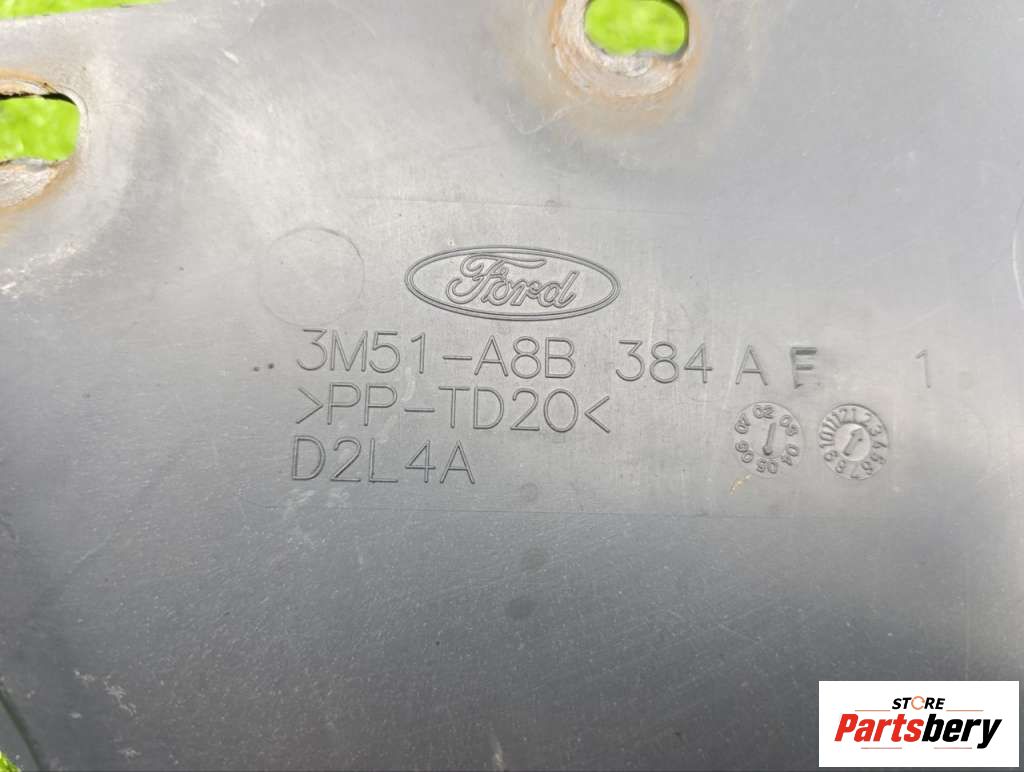 Ford
3M51-A8B 384 A F 1
>PP-TD20<
D2L4A
STORE
Partsbery